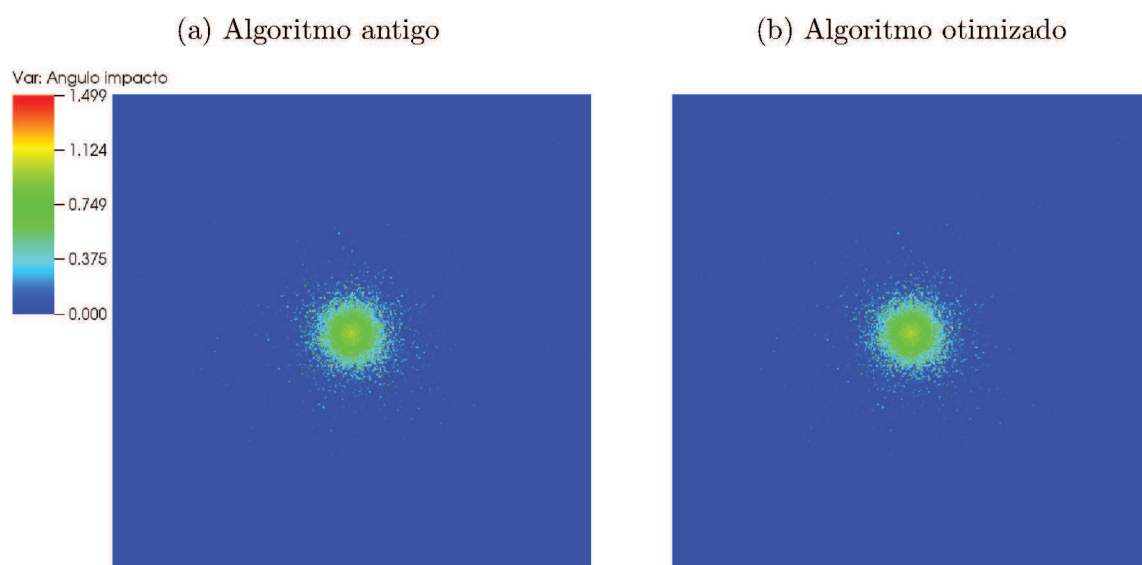 (a) Algoritmo antigo
(b) Algoritmo otimizado
Var: Angulo impacto
1.499
1.124
0.749
0.375
0.000